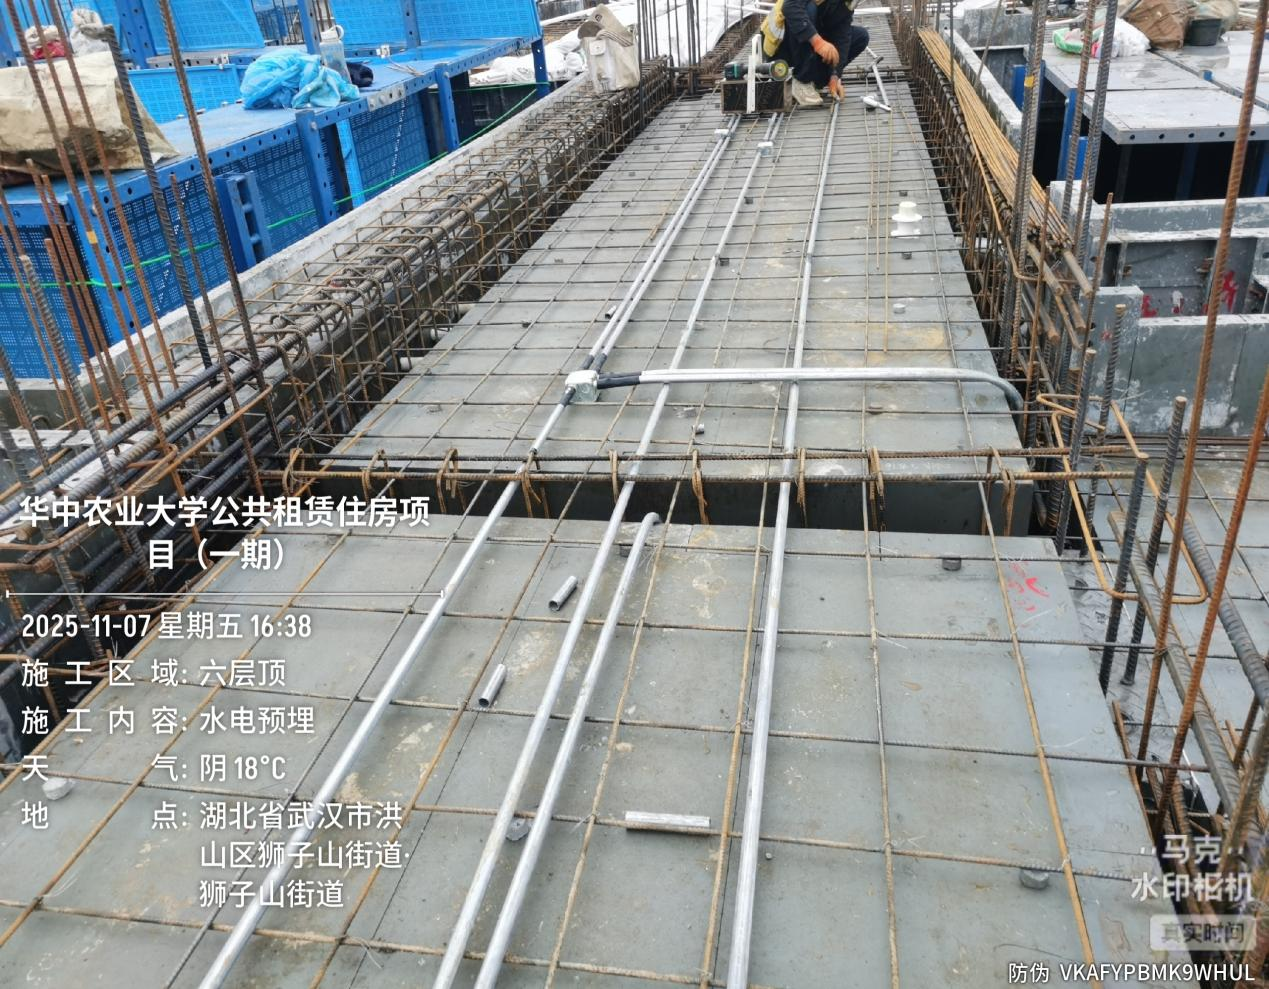 华中农业大学公共租赁住房项
目（一期）
2025-11-07 星期五 16:38
施工区域: 六层顶
施工内容: 水电预埋
天气: 阴 18°C
地点: 湖北省武汉市洪
山区狮子山街道·
狮子山街道
马克
水印相机
真实时间
防伪 VKAFYPBMK9WHUL